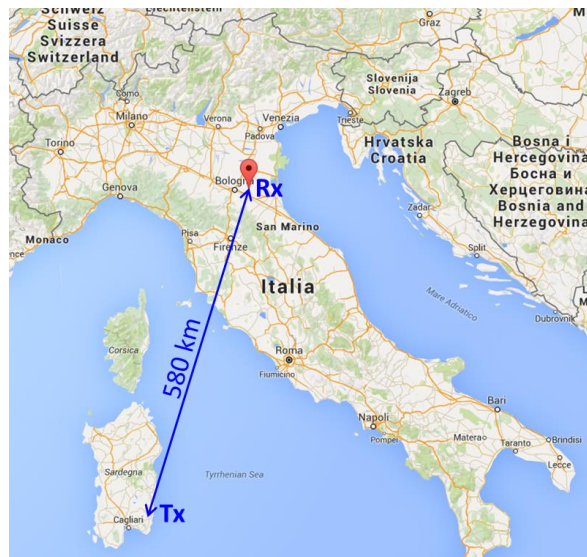 Schweiz
Suisse
Svizzera
Switzerland
Liechtenstein
Graz
Slovenija
Slovenia
Zagreb
Como
Milano
Verona
Venezia
Padova
Trieste
Torino
Hrvatska
Croatia
Bosna i
Hercegovina
Босна и
Херцеговина
Bosnia and
Herzegovina
Bologna
Rx
Genova
Zadar
San Marino
Monaco
Pisa
Firenze
Split
Italia
Mare Adriatico
Dubrovnik
Corsica
580 km
Roma
Fiumicino
Bari
Napoli
Pompei
Matera
Brindisi
Taranto
Lecce
Sardegna
Tyrrhenian Sea
Tx
Cagliari